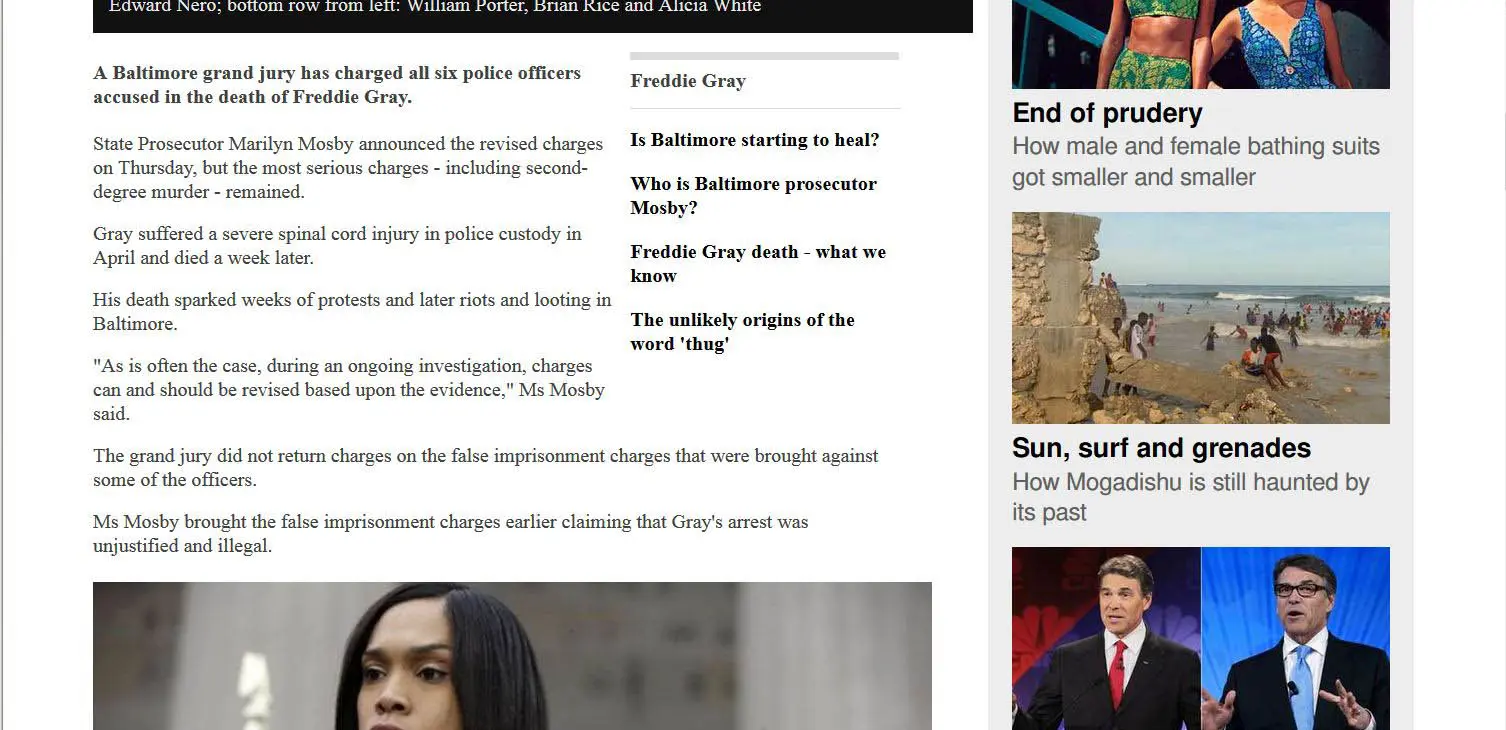 Edward Nero; bottom row from left: William Porter, Brian Rice and Alicia White
A Baltimore grand jury has charged all six police officers
accused in the death of Freddie Gray.
State Prosecutor Marilyn Mosby announced the revised charges
on Thursday, but the most serious charges - including second-
degree murder - remained.
Gray suffered a severe spinal cord injury in police custody in
April and died a week later.
His death sparked weeks of protests and later riots and looting in
Baltimore.
"As is often the case, during an ongoing investigation, charges
can and should be revised based upon the evidence," Ms Mosby
said.
The grand jury did not return charges on the false imprisonment charges that were brought against
some of the officers.
Ms Mosby brought the false imprisonment charges earlier claiming that Gray's arrest was
unjustified and illegal.
Freddie Gray
Is Baltimore starting to heal?
Who is Baltimore prosecutor
Mosby?
Freddie Gray death - what we
know
The unlikely origins of the
word 'thug'
End of prudery
How male and female bathing suits
got smaller and smaller
Sun, surf and grenades
How Mogadishu is still haunted by
its past